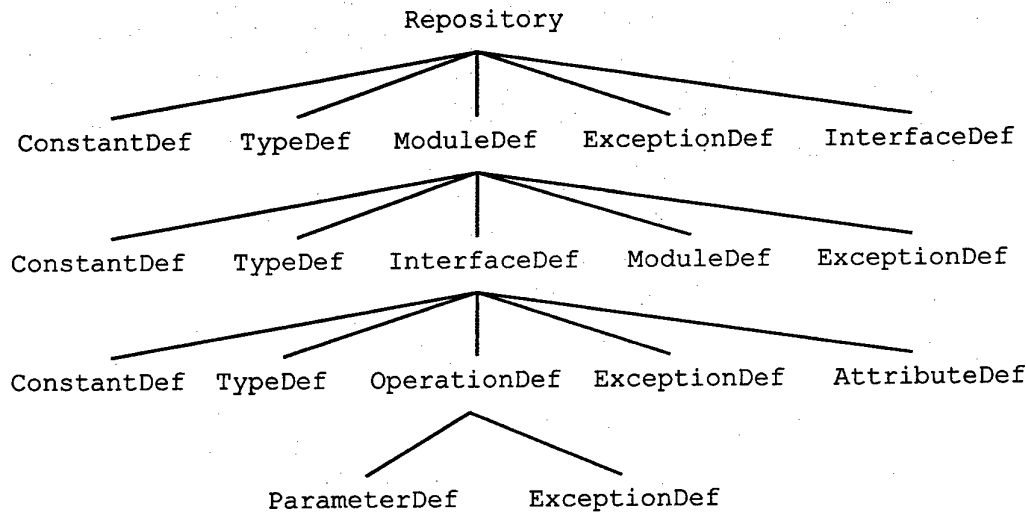 Repository
ConstantDef TypeDef ModuleDef ExceptionDef InterfaceDef
ConstantDef TypeDef InterfaceDef ModuleDef ExceptionDef
ConstantDef TypeDef OperationDef ExceptionDef AttributeDef
ParameterDef ExceptionDef